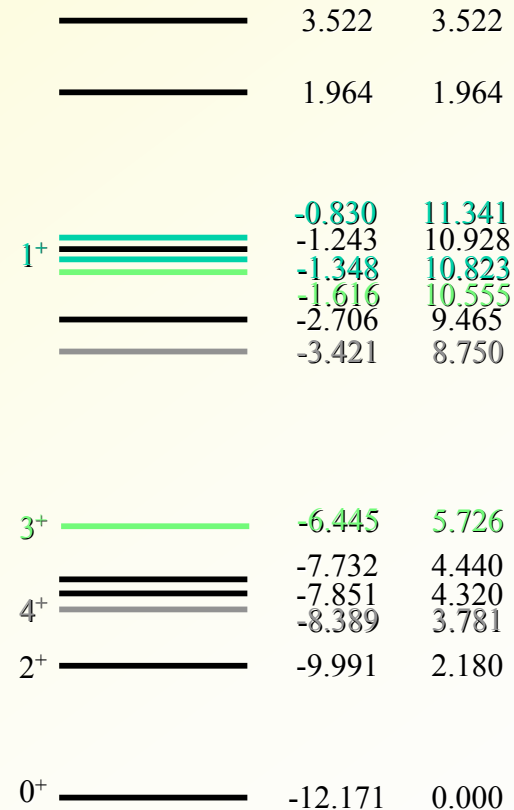 3.522 3.522
1.964 1.964
-0.830 11.341
1+ -1.243 10.928
-1.348 10.823
-1.616 10.555
-2.706 9.465
-3.421 8.750
3+ -6.445 5.726
-7.732 4.440
-7.851 4.320
4+ -8.389 3.781
2+ -9.991 2.180
0+ -12.171 0.000